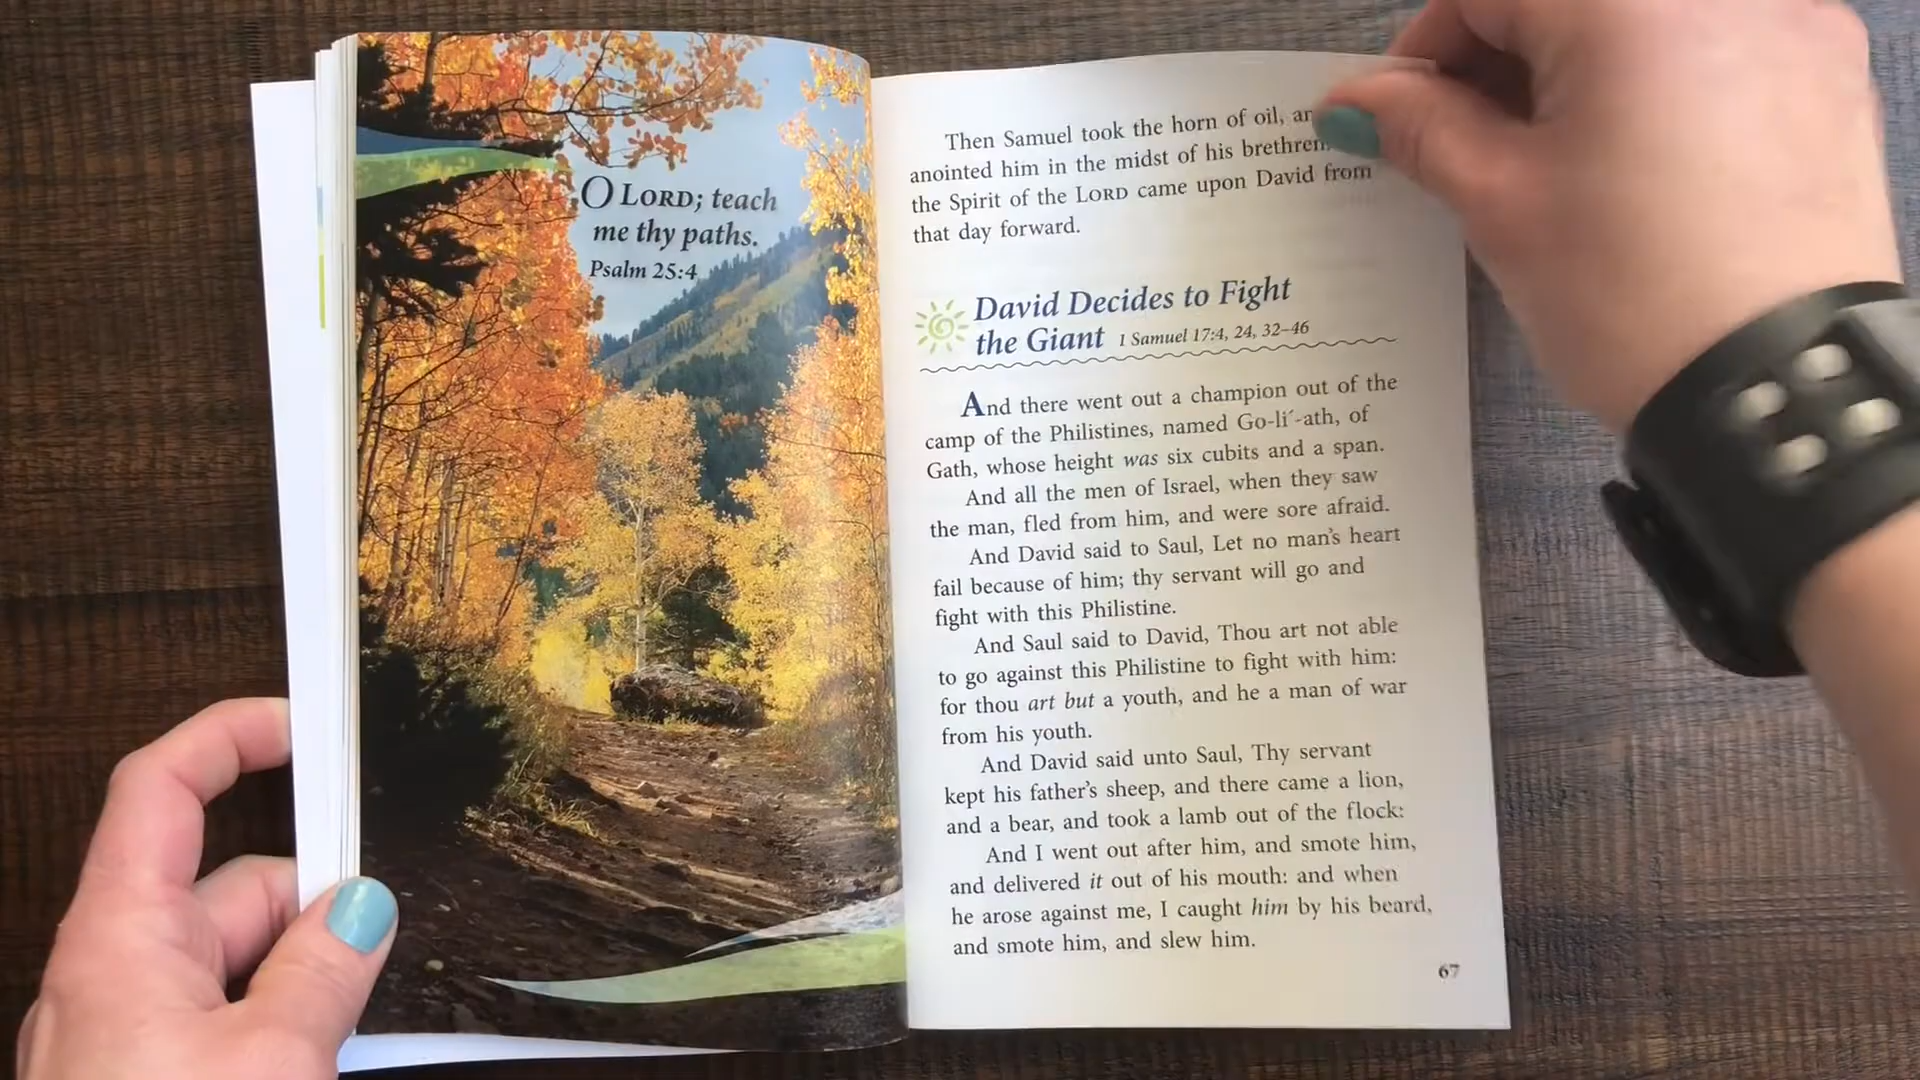 O LORD; teach
me thy paths.
Psalm 25:4
Then Samuel took the horn of oil,
anointed him in the midst of his
the Spirit of the LORD came upon David from
that day forward.
David Decides to Fight
the Giant 1 Samuel 17:4, 24, 32–46
And there went out a champion out of the
camp of the Philistines, named Go-li´-ath, of
Gath, whose height was six cubits and a span.
And all the men of Israel, when they saw
the man, fled from him, and were sore afraid.
And David said to Saul, Let no man's heart
fail because of him; thy servant will go and
fight with this Philistine.
And Saul said to David, Thou art not able
to go against this Philistine to fight with him:
for thou art but a youth, and he a man of war
from his youth.
And David said unto Saul, Thy servant
kept his father's sheep, and there came a lion,
and a bear, and took a lamb out of the flock:
And I went out after him, and smote him,
and delivered it out of his mouth: and when
he arose against me, I caught him by his beard,
and smote him, and slew him.
67